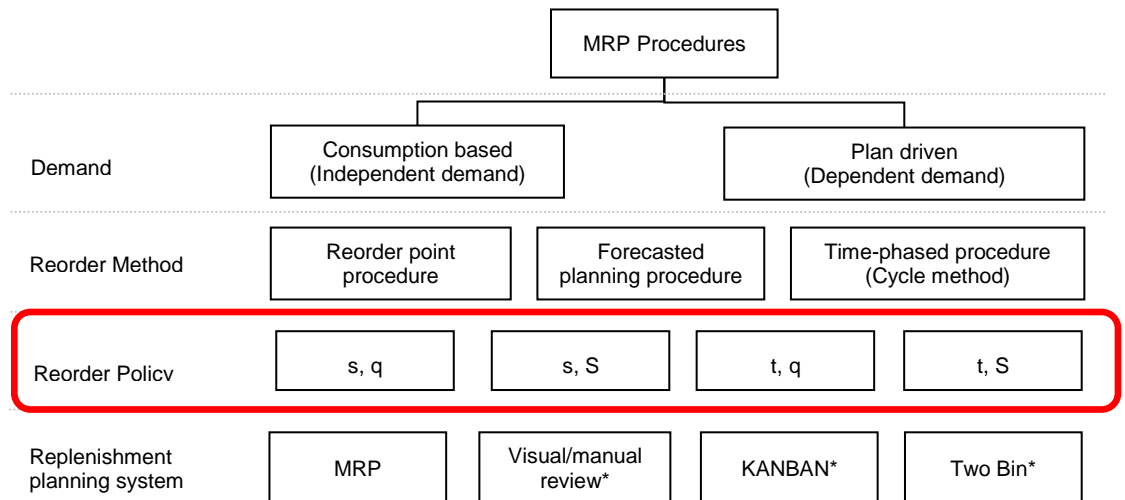 MRP Procedures
Demand
Consumption based
(Independent demand)
Plan driven
(Dependent demand)
Reorder Method
Reorder point
procedure
Forecasted
planning procedure
Time-phased procedure
(Cycle method)
Reorder Policv
s, q
s, S
t, q
t, S
Replenishment
planning system
MRP
Visual/manual
review*
KANBAN*
Two Bin*